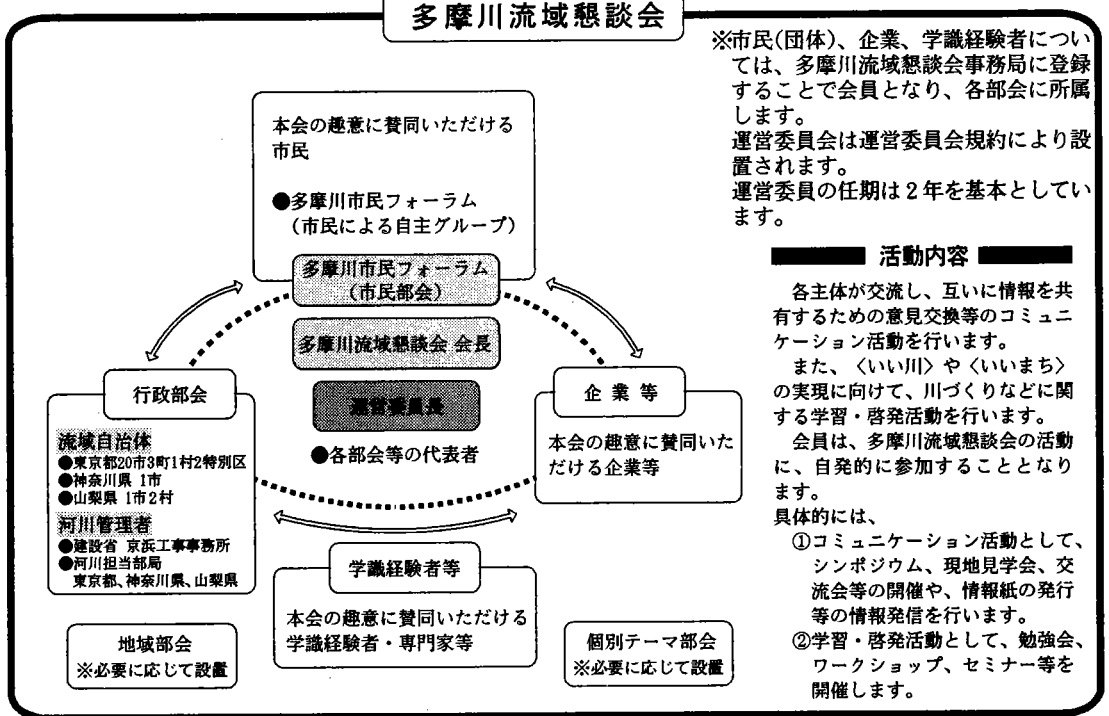 多摩川流域懇談会
本会の趣意に賛同いただける
市民
●多摩川市民フォーラム
(市民による自主グループ)
多摩川市民フォーラム
(市民部会)
多摩川流域懇談会 会長
運営委員長
●各部会等の代表者
行政部会
流域自治体
●東京都20市3町1村2特別区
●神奈川県 1市
●山梨県 1市2村
河川管理者
●建設省 京浜工事事務所
●河川担当部局
東京都、神奈川県、山梨県
企業等
本会の趣意に賛同いた
だける企業等
学識経験者等
本会の趣意に賛同いただける
学識経験者・専門家等
地域部会
※必要に応じて設置
個別テーマ部会
※必要に応じて設置
※市民(団体)、企業、学識経験者につい
ては、多摩川流域懇談会事務局に登録
することで会員となり、各部会に所属
します。
運営委員会は運営委員会規約により設
置されます。
運営委員の任期は2年を基本としてい
ます。
活動内容
各主体が交流し、互いに情報を共
有するための意見交換等のコミュニ
ケーション活動を行います。
また、〈いい川〉や〈いいまち〉
の実現に向けて、川づくりなどに関
する学習・啓発活動を行います。
会員は、多摩川流域懇談会の活動
に、自発的に参加することとなり
ます。
具体的には、
①コミュニケーション活動として、
シンポジウム、現地見学会、交
流会等の開催や、情報紙の発行
等の情報発信を行います。
②学習・啓発活動として、勉強会、
ワークショップ、セミナー等を
開催します。